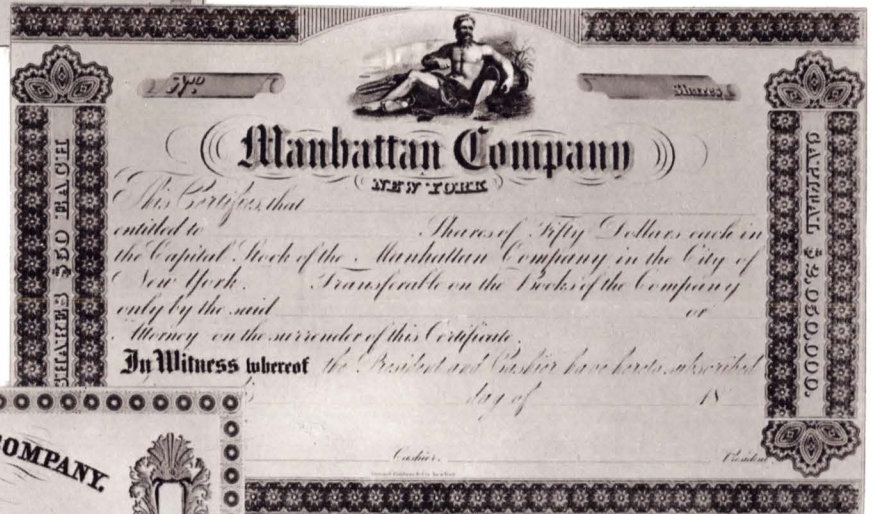 No.
Shares
Manhattan Company
NEW YORK
SHARES $50 EACH
CAPITAL $2,050,000.
This Certifies that
entitled to Shares of Fifty Dollars each in
the Capital Stock of the Manhattan Company in the City of
New York. Transferable on the Books of the Company
only by the said or
Attorney on the surrender of this Certificate.
In Witness whereof the President and Cashier have hereto subscribed
day of 18
Cashier. President
COMPANY.